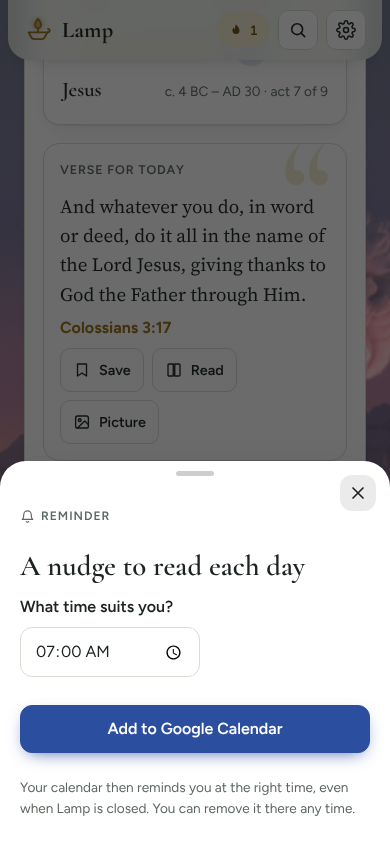 Lamp
1
Jesus
c. 4 BC – AD 30 · act 7 of 9
VERSE FOR TODAY
And whatever you do, in word
or deed, do it all in the name of
the Lord Jesus, giving thanks to
God the Father through Him.
Colossians 3:17
Save
Read
Picture
REMINDER
A nudge to read each day
What time suits you?
07:00 AM
Add to Google Calendar
Your calendar then reminds you at the right time, even
when Lamp is closed. You can remove it there any time.